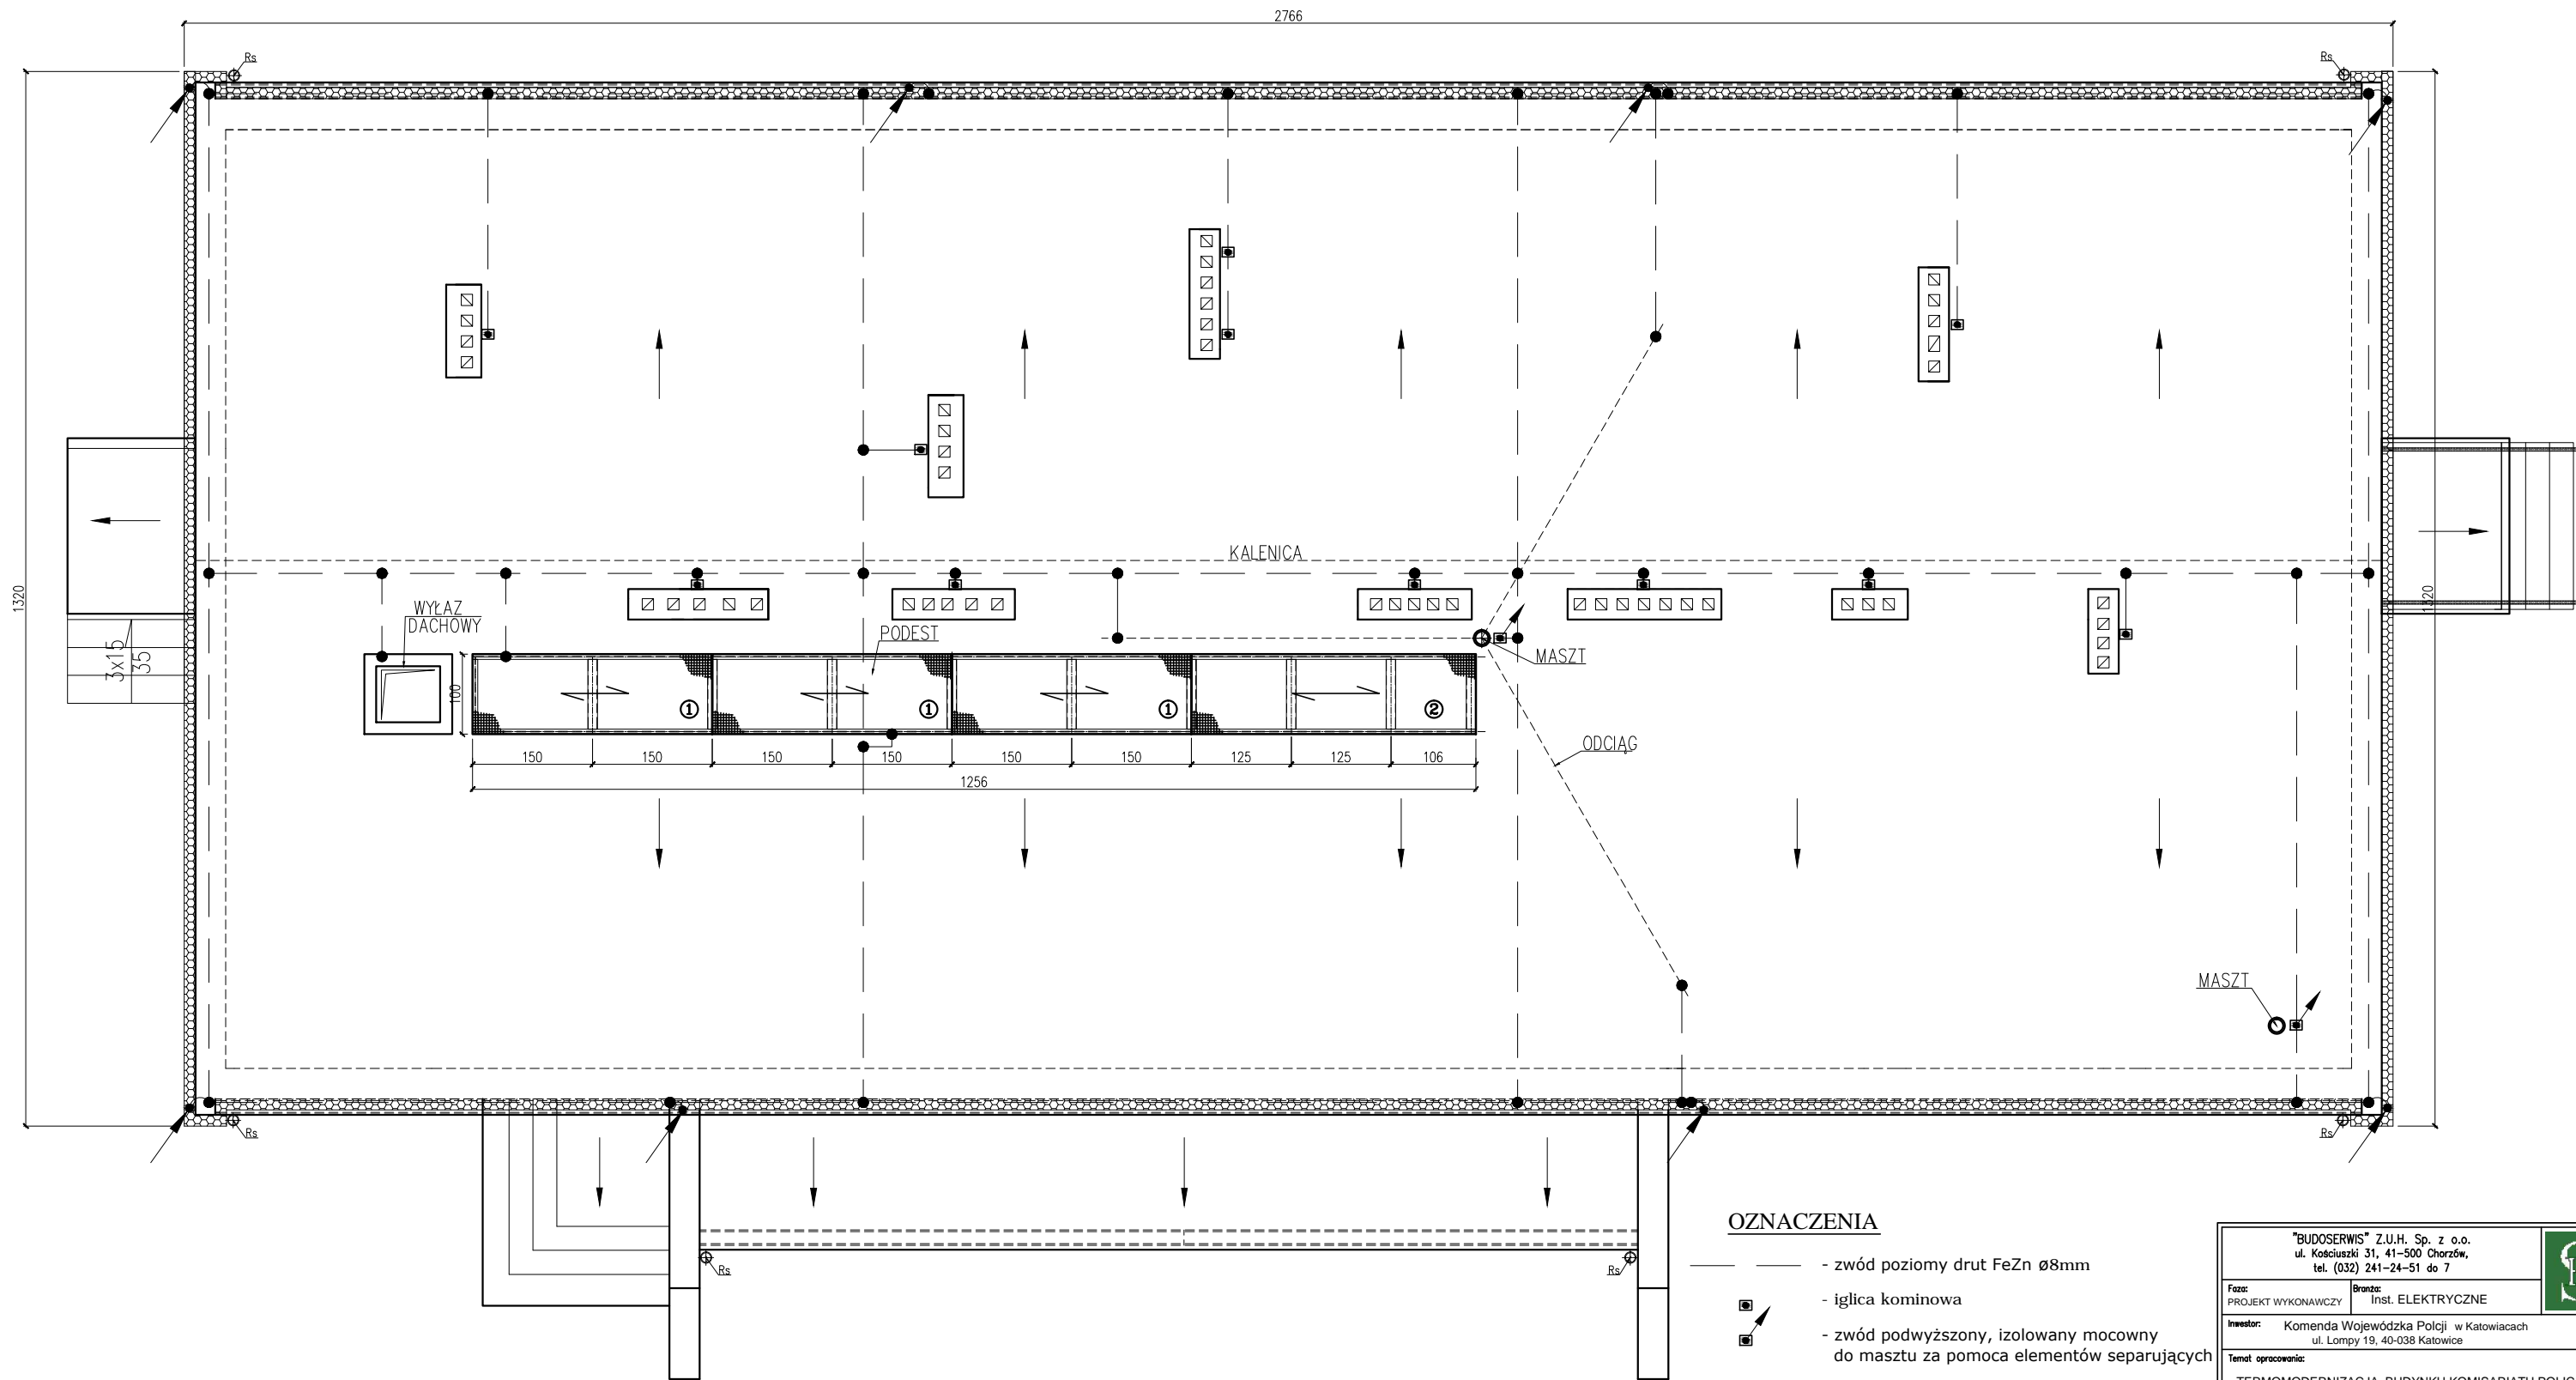 2766
Rs
Rs
1320
KALENICA
WYŁAZ
DACHOWY
PODEST
MASZT
3x15
35
100
1320
1
1
1
2
150
150
150
150
150
150
125
125
106
1256
ODCIĄG
MASZT
Rs
Rs
Rs
Rs
OZNACZENIA
- zwód poziomy drut FeZn ø8mm
- iglica kominowa
- zwód podwyższony, izolowany mocowny
do masztu za pomoca elementów separujących
"BUDOSERWIS" Z.U.H. Sp. z o.o.
ul. Kościuszki 31, 41-500 Chorzów,
tel. (032) 241-24-51 do 7
Faza:
PROJEKT WYKONAWCZY
Branża:
Inst. ELEKTRYCZNE
Inwestor: Komenda Wojewódzka Polcji w Katowiacach
ul. Lompy 19, 40-038 Katowice
Temat opracowania: